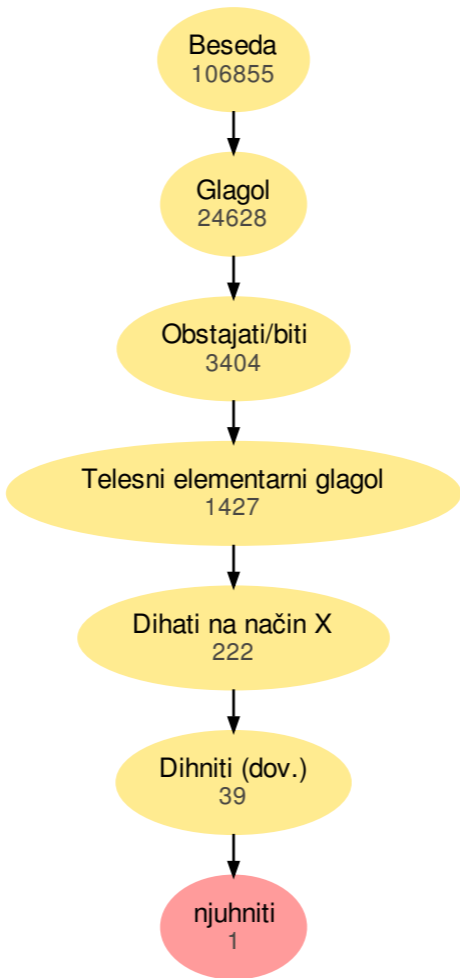 Beseda
106855
Glagol
24628
Obstajati/biti
3404
Telesni elementarni glagol
1427
Dihati na način X
222
Dihniti (dov.)
39
njuhniti
1